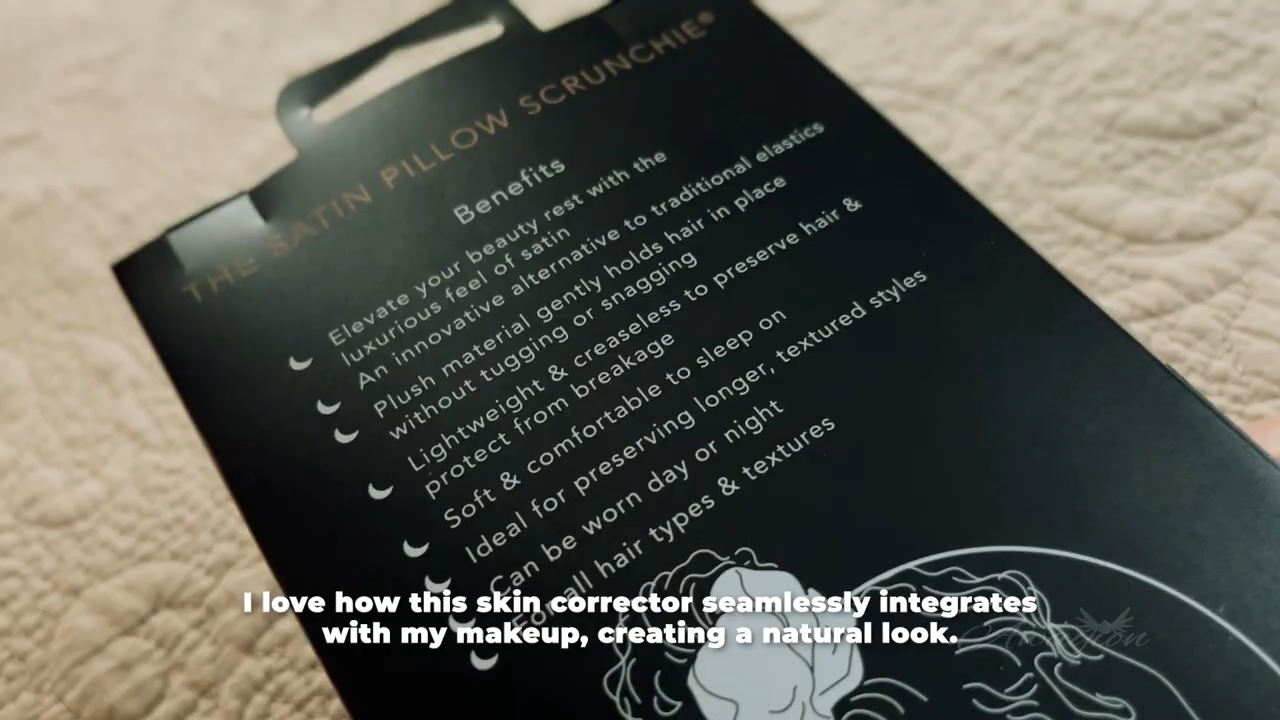 THE SATIN PILLOW SCRUNCHIE®
Benefits
Elevate your beauty rest with the
luxurious feel of satin
An innovative alternative to traditional elastics
Plush material gently holds hair in place
without tugging or snagging
Lightweight & creaseless to preserve hair &
protect from breakage
Soft & comfortable to sleep on
Ideal for preserving longer, textured styles
Can be worn day or night
For all hair types & textures
I love how this skin corrector seamlessly integrates
with my makeup, creating a natural look.